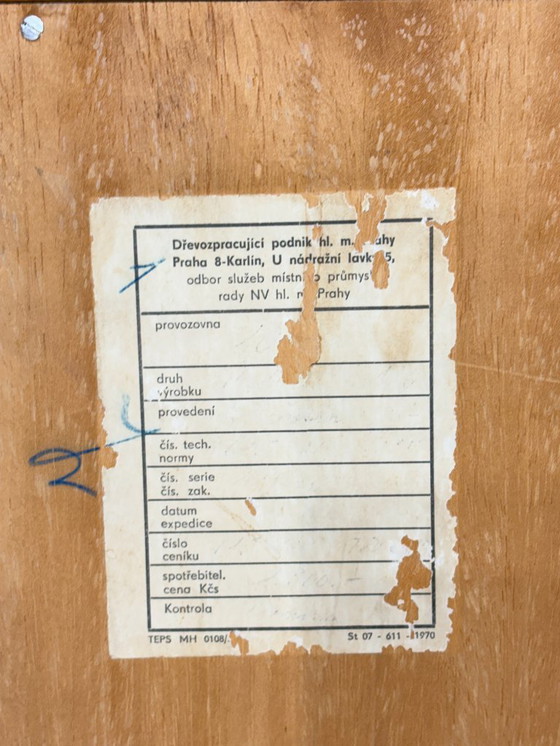 Dřevozpracující podnik hl. m.
Praha 8-Karlín, U nádražní lávky 5,
odbor služeb místního průmyslu
rady NV hl. m. Prahy
provozovna
druh
výrobku
provedení
čís. tech.
normy
čís. serie
čís. zak.
datum
expedice
číslo
ceníku
spotřebitel.
cena Kčs
Kontrola
TEPS MH 0108/
St 07 - 611 - 1970
2